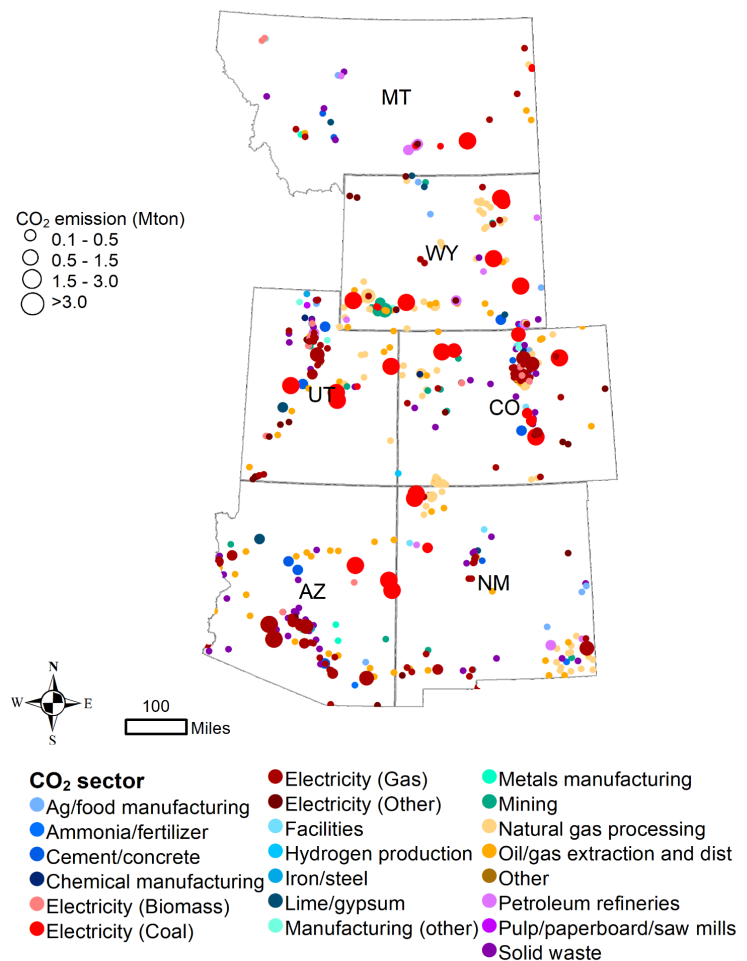 MT
CO₂ emission (Mton)
0.1 - 0.5
0.5 - 1.5
1.5 - 3.0
>3.0
WY
UT
CO
AZ
NM
N
W E
S
100
Miles
CO₂ sector
Ag/food manufacturing
Ammonia/fertilizer
Cement/concrete
Chemical manufacturing
Electricity (Biomass)
Electricity (Coal)
Electricity (Gas)
Electricity (Other)
Facilities
Hydrogen production
Iron/steel
Lime/gypsum
Manufacturing (other)
Metals manufacturing
Mining
Natural gas processing
Oil/gas extraction and dist
Other
Petroleum refineries
Pulp/paperboard/saw mills
Solid waste